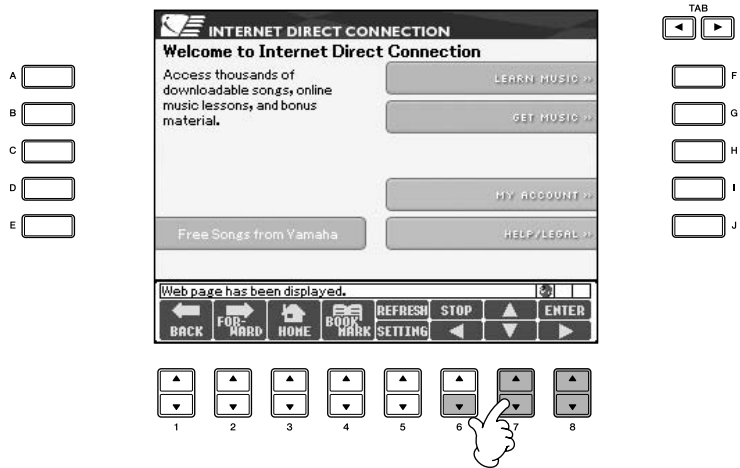 TAB
INTERNET DIRECT CONNECTION
Welcome to Internet Direct Connection
Access thousands of
downloadable songs, online
music lessons, and bonus
material.
LEARN MUSIC »
GET MUSIC »
MY ACCOUNT »
HELP/LEGAL »
Free Songs from Yamaha
A
B
C
D
E
F
G
H
I
J
Web page has been displayed.
BACK
FOR-
WARD
HOME
BOOK
MARK
REFRESH
SETTING
STOP
ENTER
1 2 3 4 5 6 7 8